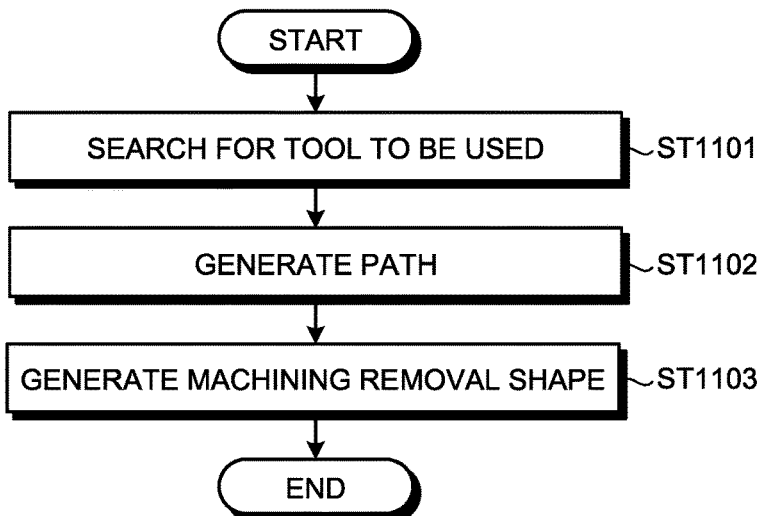 START
SEARCH FOR TOOL TO BE USED
ST1101
GENERATE PATH
ST1102
GENERATE MACHINING REMOVAL SHAPE
ST1103
END